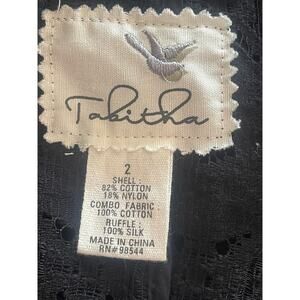 Tabitha
2
SHELL:
82% COTTON
18% NYLON
COMBO FABRIC:
100% COTTON
RUFFLE:
100% SILK
MADE IN CHINA
RN#98544